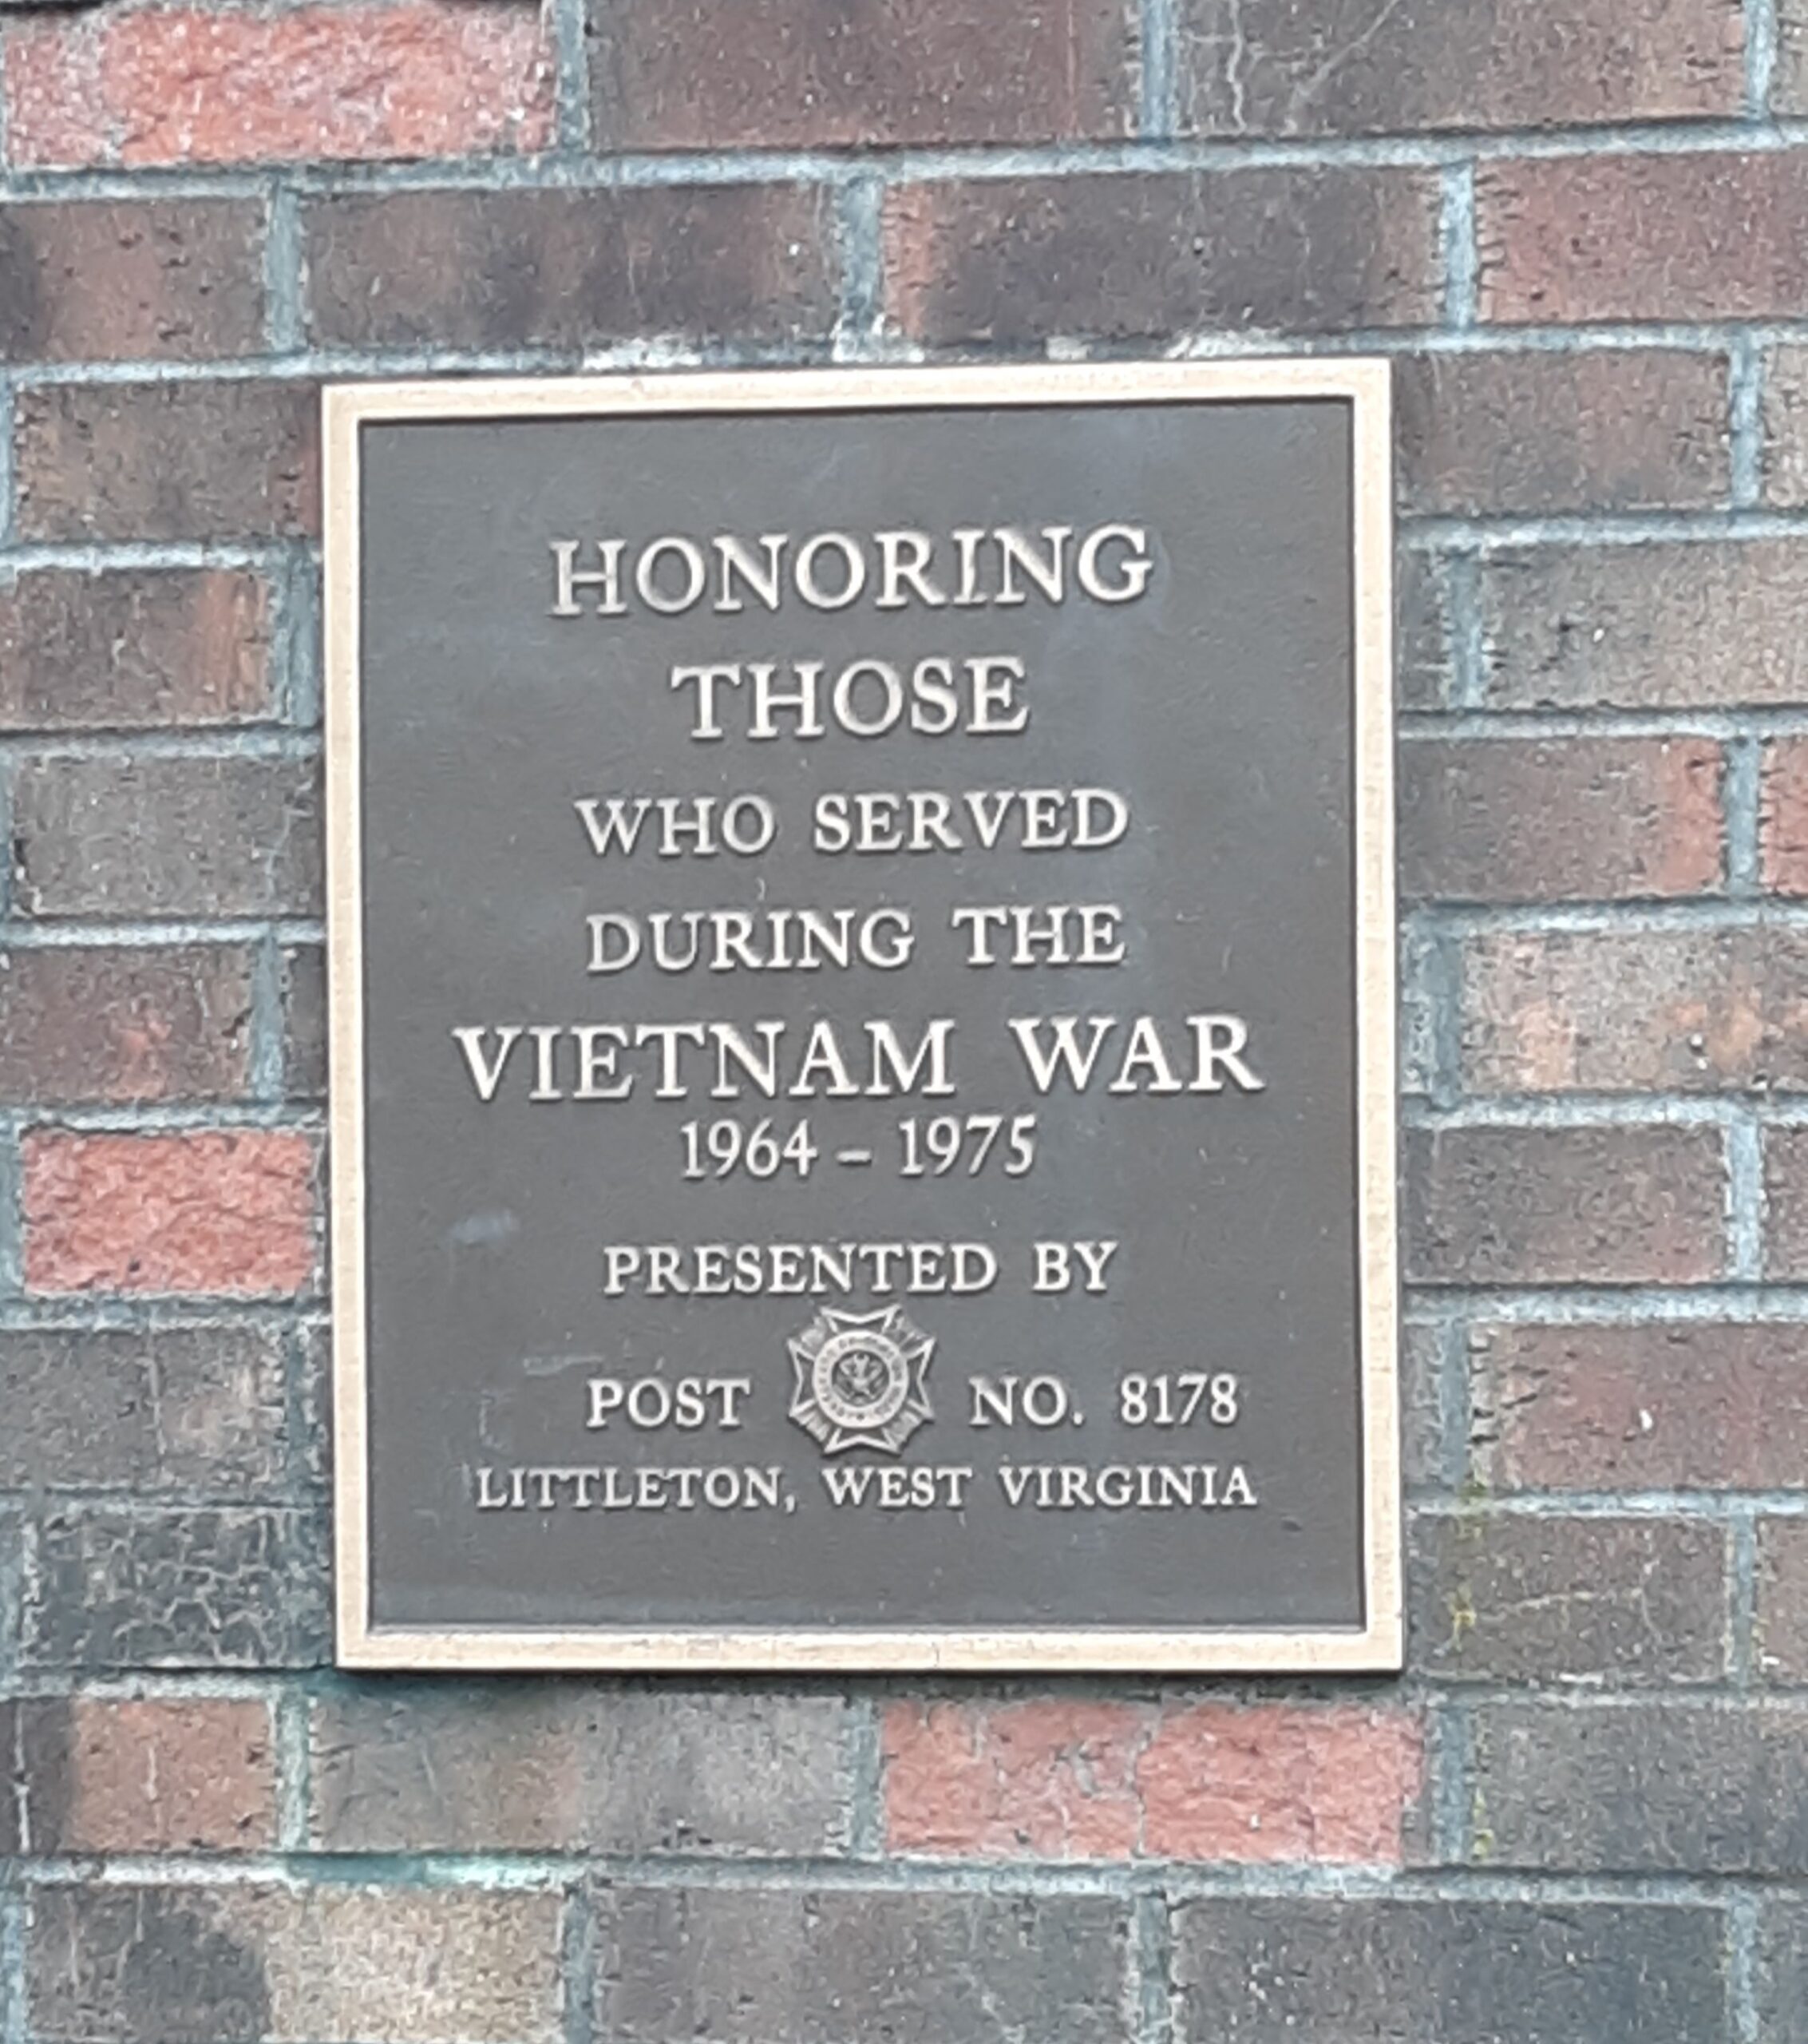 HONORING
THOSE
WHO SERVED
DURING THE
VIETNAM WAR
1964 – 1975
PRESENTED BY
POST NO. 8178
LITTLETON, WEST VIRGINIA